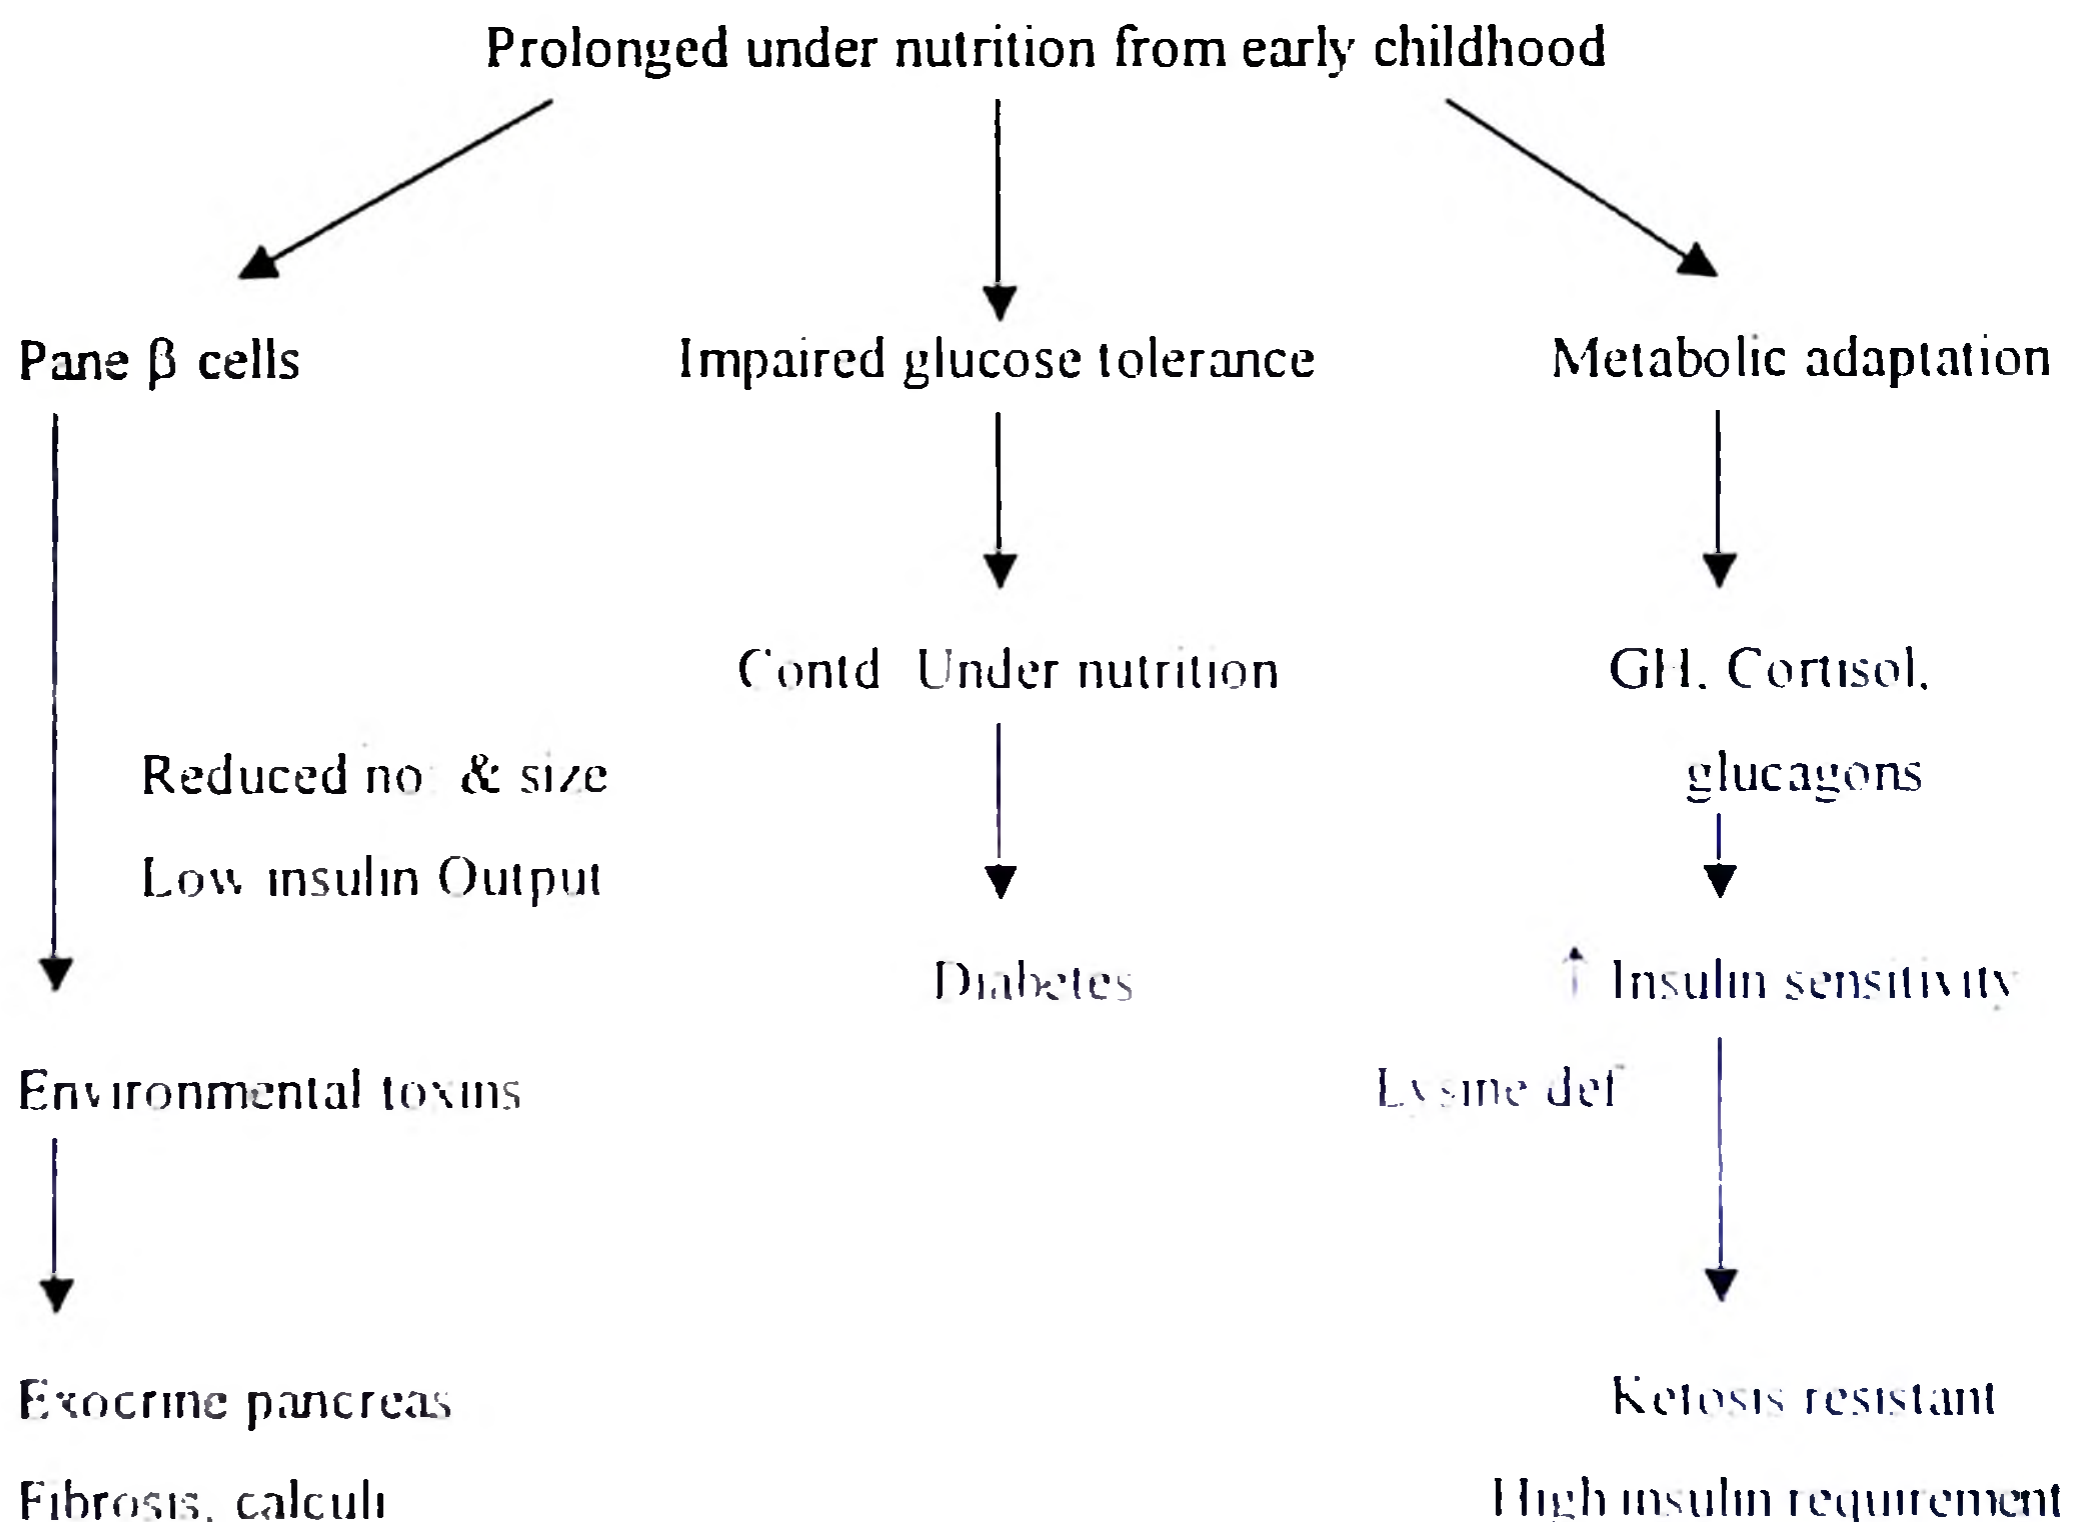 Prolonged under nutrition from early childhood
Pane β cells
Impaired glucose tolerance
Metabolic adaptation
Contd Under nutrition
GH, Cortisol,
glucagons
Reduced no & size
Low insulin Output
Diabetes
↑ Insulin sensitivity
Environmental toxins
Lysine def
Exocrine pancreas
Fibrosis, calculi
Ketosis resistant
High insulin requirement